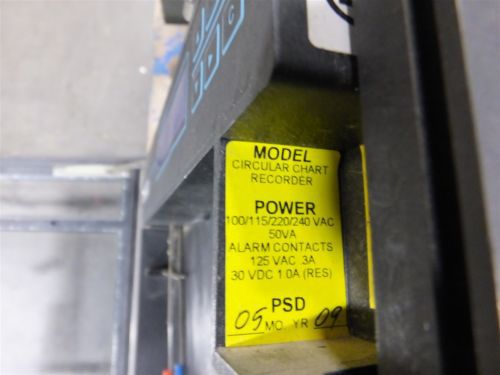 MODEL
CIRCULAR CHART
RECORDER
POWER
100/115/220/240 VAC
50VA
ALARM CONTACTS
125 VAC .3A
30 VDC 1.0A (RES)
PSD
05 MO. YR 09
C